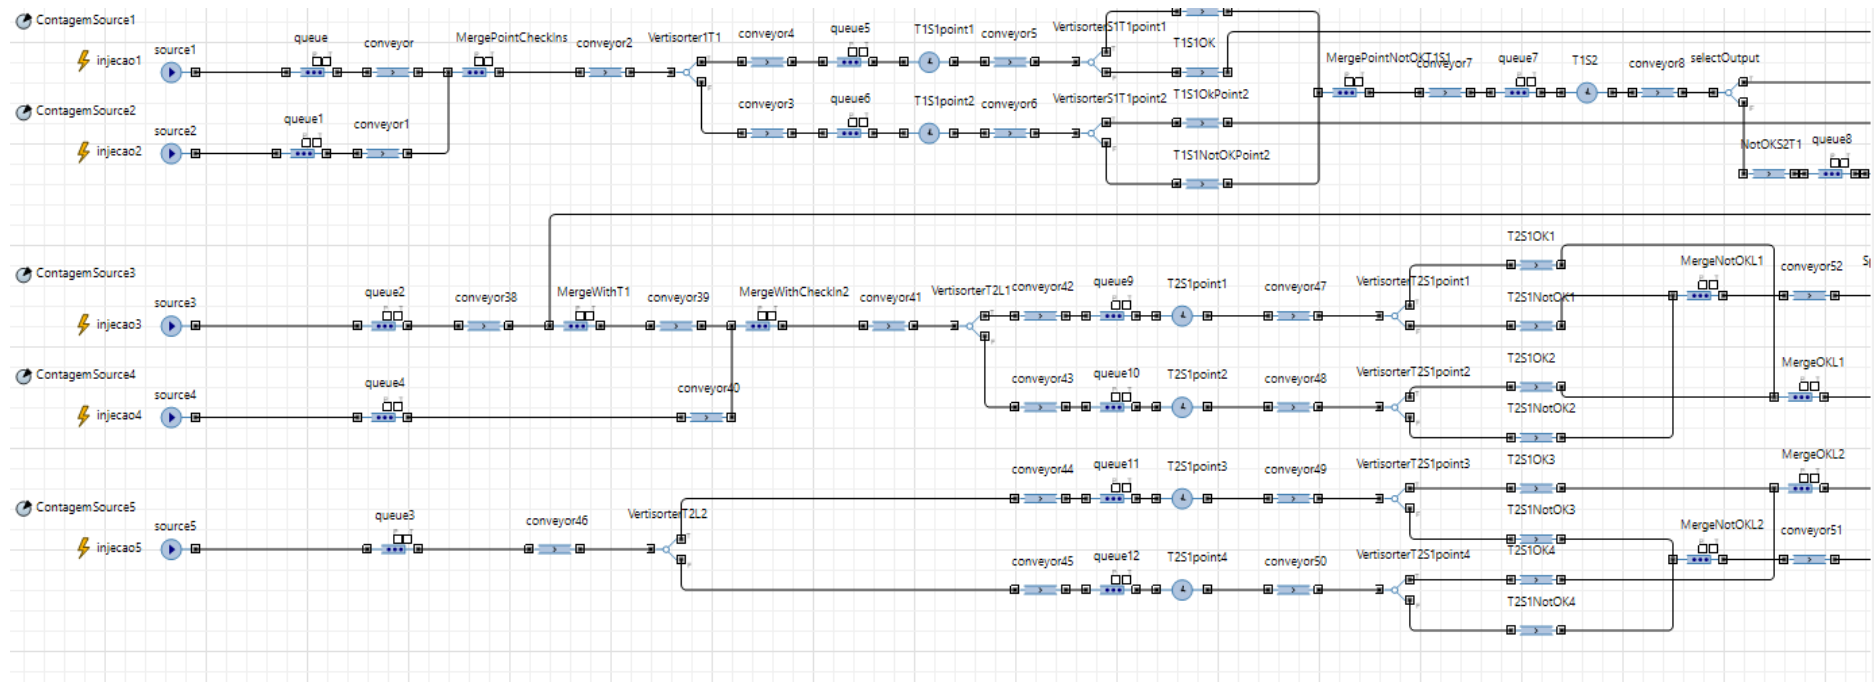 ContagemSource1
injecao1
source1
queue
conveyor
MergePointCheckIns
conveyor2
Vertisorter1T1
conveyor4
queue5
T1S1point1
conveyor5
VertisorterS1T1point1
T1S1OK
MergePointNotOKT1S1
conveyor7
queue7
T1S2
conveyor8
selectOutput
ContagemSource2
injecao2
source2
queue1
conveyor1
conveyor3
queue6
T1S1point2
conveyor6
VertisorterS1T1point2
T1S1OkPoint2
T1S1NotOKPoint2
NotOKS2T1
queue8
ContagemSource3
injecao3
source3
queue2
conveyor38
MergeWithT1
conveyor39
MergeWithCheckIn2
conveyor41
VertisorterT2L1
conveyor42
queue9
T2S1point1
conveyor47
VertisorterT2S1point1
T2S1OK1
T2S1NotOK1
MergeNotOKL1
conveyor52
ContagemSource4
injecao4
source4
queue4
conveyor40
conveyor43
queue10
T2S1point2
conveyor48
VertisorterT2S1point2
T2S1OK2
T2S1NotOK2
MergeOKL1
ContagemSource5
injecao5
source5
queue3
conveyor46
VertisorterT2L2
conveyor44
queue11
T2S1point3
conveyor49
VertisorterT2S1point3
T2S1OK3
T2S1NotOK3
MergeOKL2
conveyor45
queue12
T2S1point4
conveyor50
VertisorterT2S1point4
T2S1OK4
T2S1NotOK4
MergeNotOKL2
conveyor51